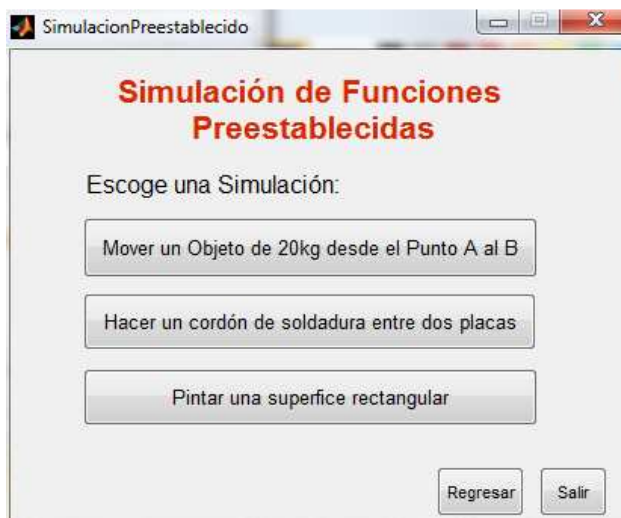 SimulacionPreestablecido
Simulación de Funciones
Preestablecidas
Escoge una Simulación:
Mover un Objeto de 20kg desde el Punto A al B
Hacer un cordón de soldadura entre dos placas
Pintar una superfice rectangular
Regresar
Salir